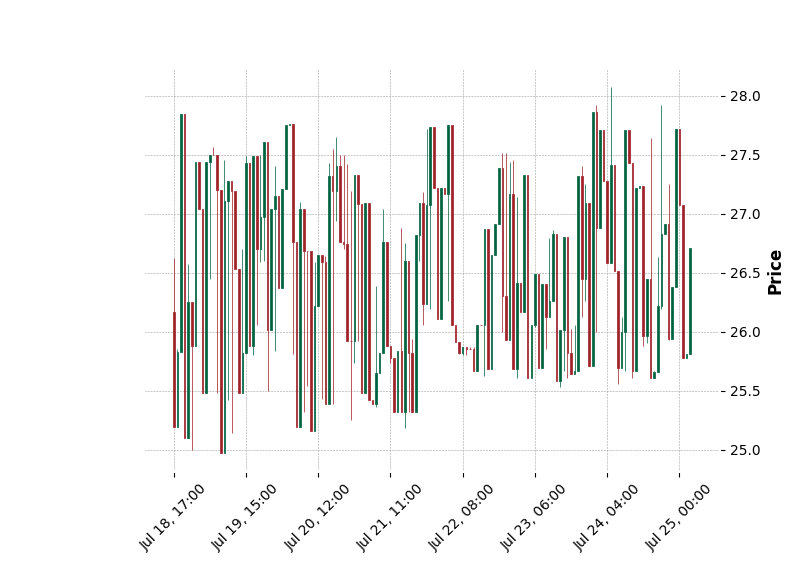 28.0
27.5
27.0
26.5
26.0
25.5
25.0
Price
Jul 18, 17:00
Jul 19, 15:00
Jul 20, 12:00
Jul 21, 11:00
Jul 22, 08:00
Jul 23, 06:00
Jul 24, 04:00
Jul 25, 00:00